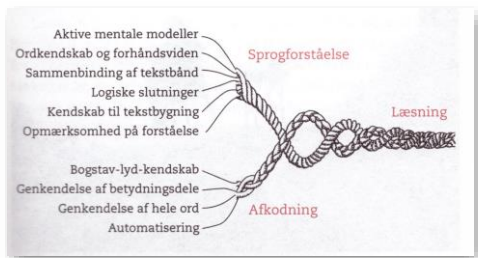 Aktive mentale modeller
Ordkendskab og forhåndsviden
Sammenbinding af tekstbånd
Logiske slutninger
Kendskab til tekstbygning
Opmærksomhed på forståelse
Sprogforståelse
Læsning
Bogstav-lyd-kendskab
Genkendelse af betydningsdele
Genkendelse af hele ord
Automatisering
Afkodning